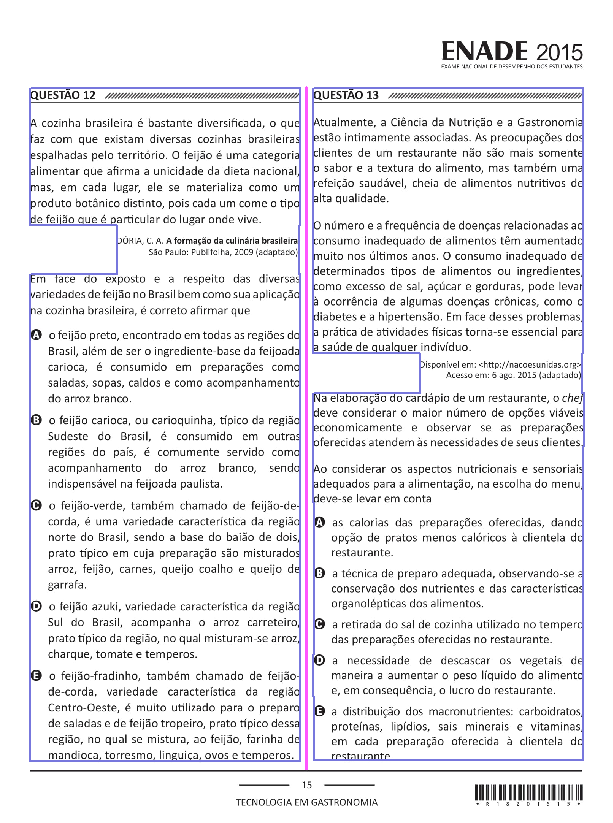 ENADE 2015
EXAME NACIONAL DE DESEMPENHO DOS ESTUDANTES
QUESTÃO 12
A cozinha brasileira é bastante diversificada, o que
faz com que existam diversas cozinhas brasileiras
espalhadas pelo território. O feijão é uma categoria
alimentar que afirma a unicidade da dieta nacional,
mas, em cada lugar, ele se materializa como um
produto botânico distinto, pois cada um come o tipo
de feijão que é particular do lugar onde vive.
DÓRIA, C. A. A formação da culinária brasileira
São Paulo: Publifolha, 2009 (adaptado)
Em face do exposto e a respeito das diversas
variedades de feijão no Brasil bem como sua aplicação
na cozinha brasileira, é correto afirmar que
A o feijão preto, encontrado em todas as regiões do
Brasil, além de ser o ingrediente-base da feijoada
carioca, é consumido em preparações como
saladas, sopas, caldos e como acompanhamento
do arroz branco.
B o feijão carioca, ou carioquinha, típico da região
Sudeste do Brasil, é consumido em outras
regiões do país, é comumente servido como
acompanhamento do arroz branco, sendo
indispensável na feijoada paulista.
C o feijão-verde, também chamado de feijão-de-
corda, é uma variedade característica da região
norte do Brasil, sendo a base do baião de dois,
prato típico em cuja preparação são misturados
arroz, feijão, carnes, queijo coalho e queijo de
garrafa.
D o feijão azuki, variedade característica da região
Sul do Brasil, acompanha o arroz carreteiro,
prato típico da região, no qual misturam-se arroz,
charque, tomate e temperos.
E o feijão-fradinho, também chamado de feijão-
de-corda, variedade característica da região
Centro-Oeste, é muito utilizado para o preparo
de saladas e de feijão tropeiro, prato típico dessa
região, no qual se mistura, ao feijão, farinha de
mandioca, torresmo, linguiça, ovos e temperos.
QUESTÃO 13
Atualmente, a Ciência da Nutrição e a Gastronomia
estão intimamente associadas. As preocupações dos
clientes de um restaurante não são mais somente
o sabor e a textura do alimento, mas também uma
refeição saudável, cheia de alimentos nutritivos de
alta qualidade.
O número e a frequência de doenças relacionadas ao
consumo inadequado de alimentos têm aumentado
muito nos últimos anos. O consumo inadequado de
determinados tipos de alimentos ou ingredientes,
como excesso de sal, açúcar e gorduras, pode levar
à ocorrência de algumas doenças crônicas, como o
diabetes e a hipertensão. Em face desses problemas,
a prática de atividades físicas torna-se essencial para
a saúde de qualquer indivíduo.
Disponível em: <http://nacoesunidas.org>
Acesso em: 6 ago. 2015 (adaptado)
Na elaboração do cardápio de um restaurante, o chef
deve considerar o maior número de opções viáveis
economicamente e observar se as preparações
oferecidas atendem às necessidades de seus clientes.
Ao considerar os aspectos nutricionais e sensoriais
adequados para a alimentação, na escolha do menu,
deve-se levar em conta
A as calorias das preparações oferecidas, dando
opção de pratos menos calóricos à clientela do
restaurante.
B a técnica de preparo adequada, observando-se a
conservação dos nutrientes e das características
organolépticas dos alimentos.
C a retirada do sal de cozinha utilizado no tempero
das preparações oferecidas no restaurante.
D a necessidade de descascar os vegetais de
maneira a aumentar o peso líquido do alimento
e, em consequência, o lucro do restaurante.
E a distribuição dos macronutrientes: carboidratos,
proteínas, lipídios, sais minerais e vitaminas,
em cada preparação oferecida à clientela do
restaurante
15
TECNOLOGIA EM GASTRONOMIA